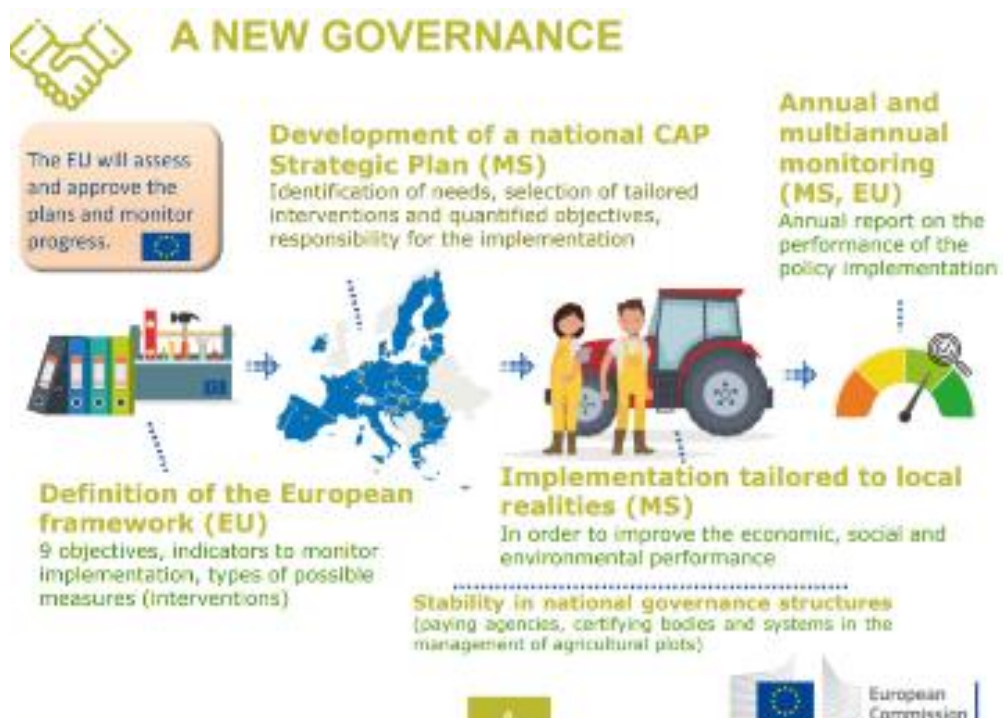 A NEW GOVERNANCE
The EU will assess
and approve the
plans and monitor
progress.
Development of a national CAP
Strategic Plan (MS)
Identification of needs, selection of tailored
interventions and quantified objectives,
responsibility for the implementation
Annual and
multiannual
monitoring
(MS, EU)
Annual report on the
performance of the
policy implementation
Definition of the European
framework (EU)
9 objectives, indicators to monitor
implementation, types of possible
measures (interventions)
Implementation tailored to local
realities (MS)
In order to improve the economic, social and
environmental performance
Stability in national governance structures
(paying agencies, certifying bodies and systems in the
management of agricultural plots)
European
Commission